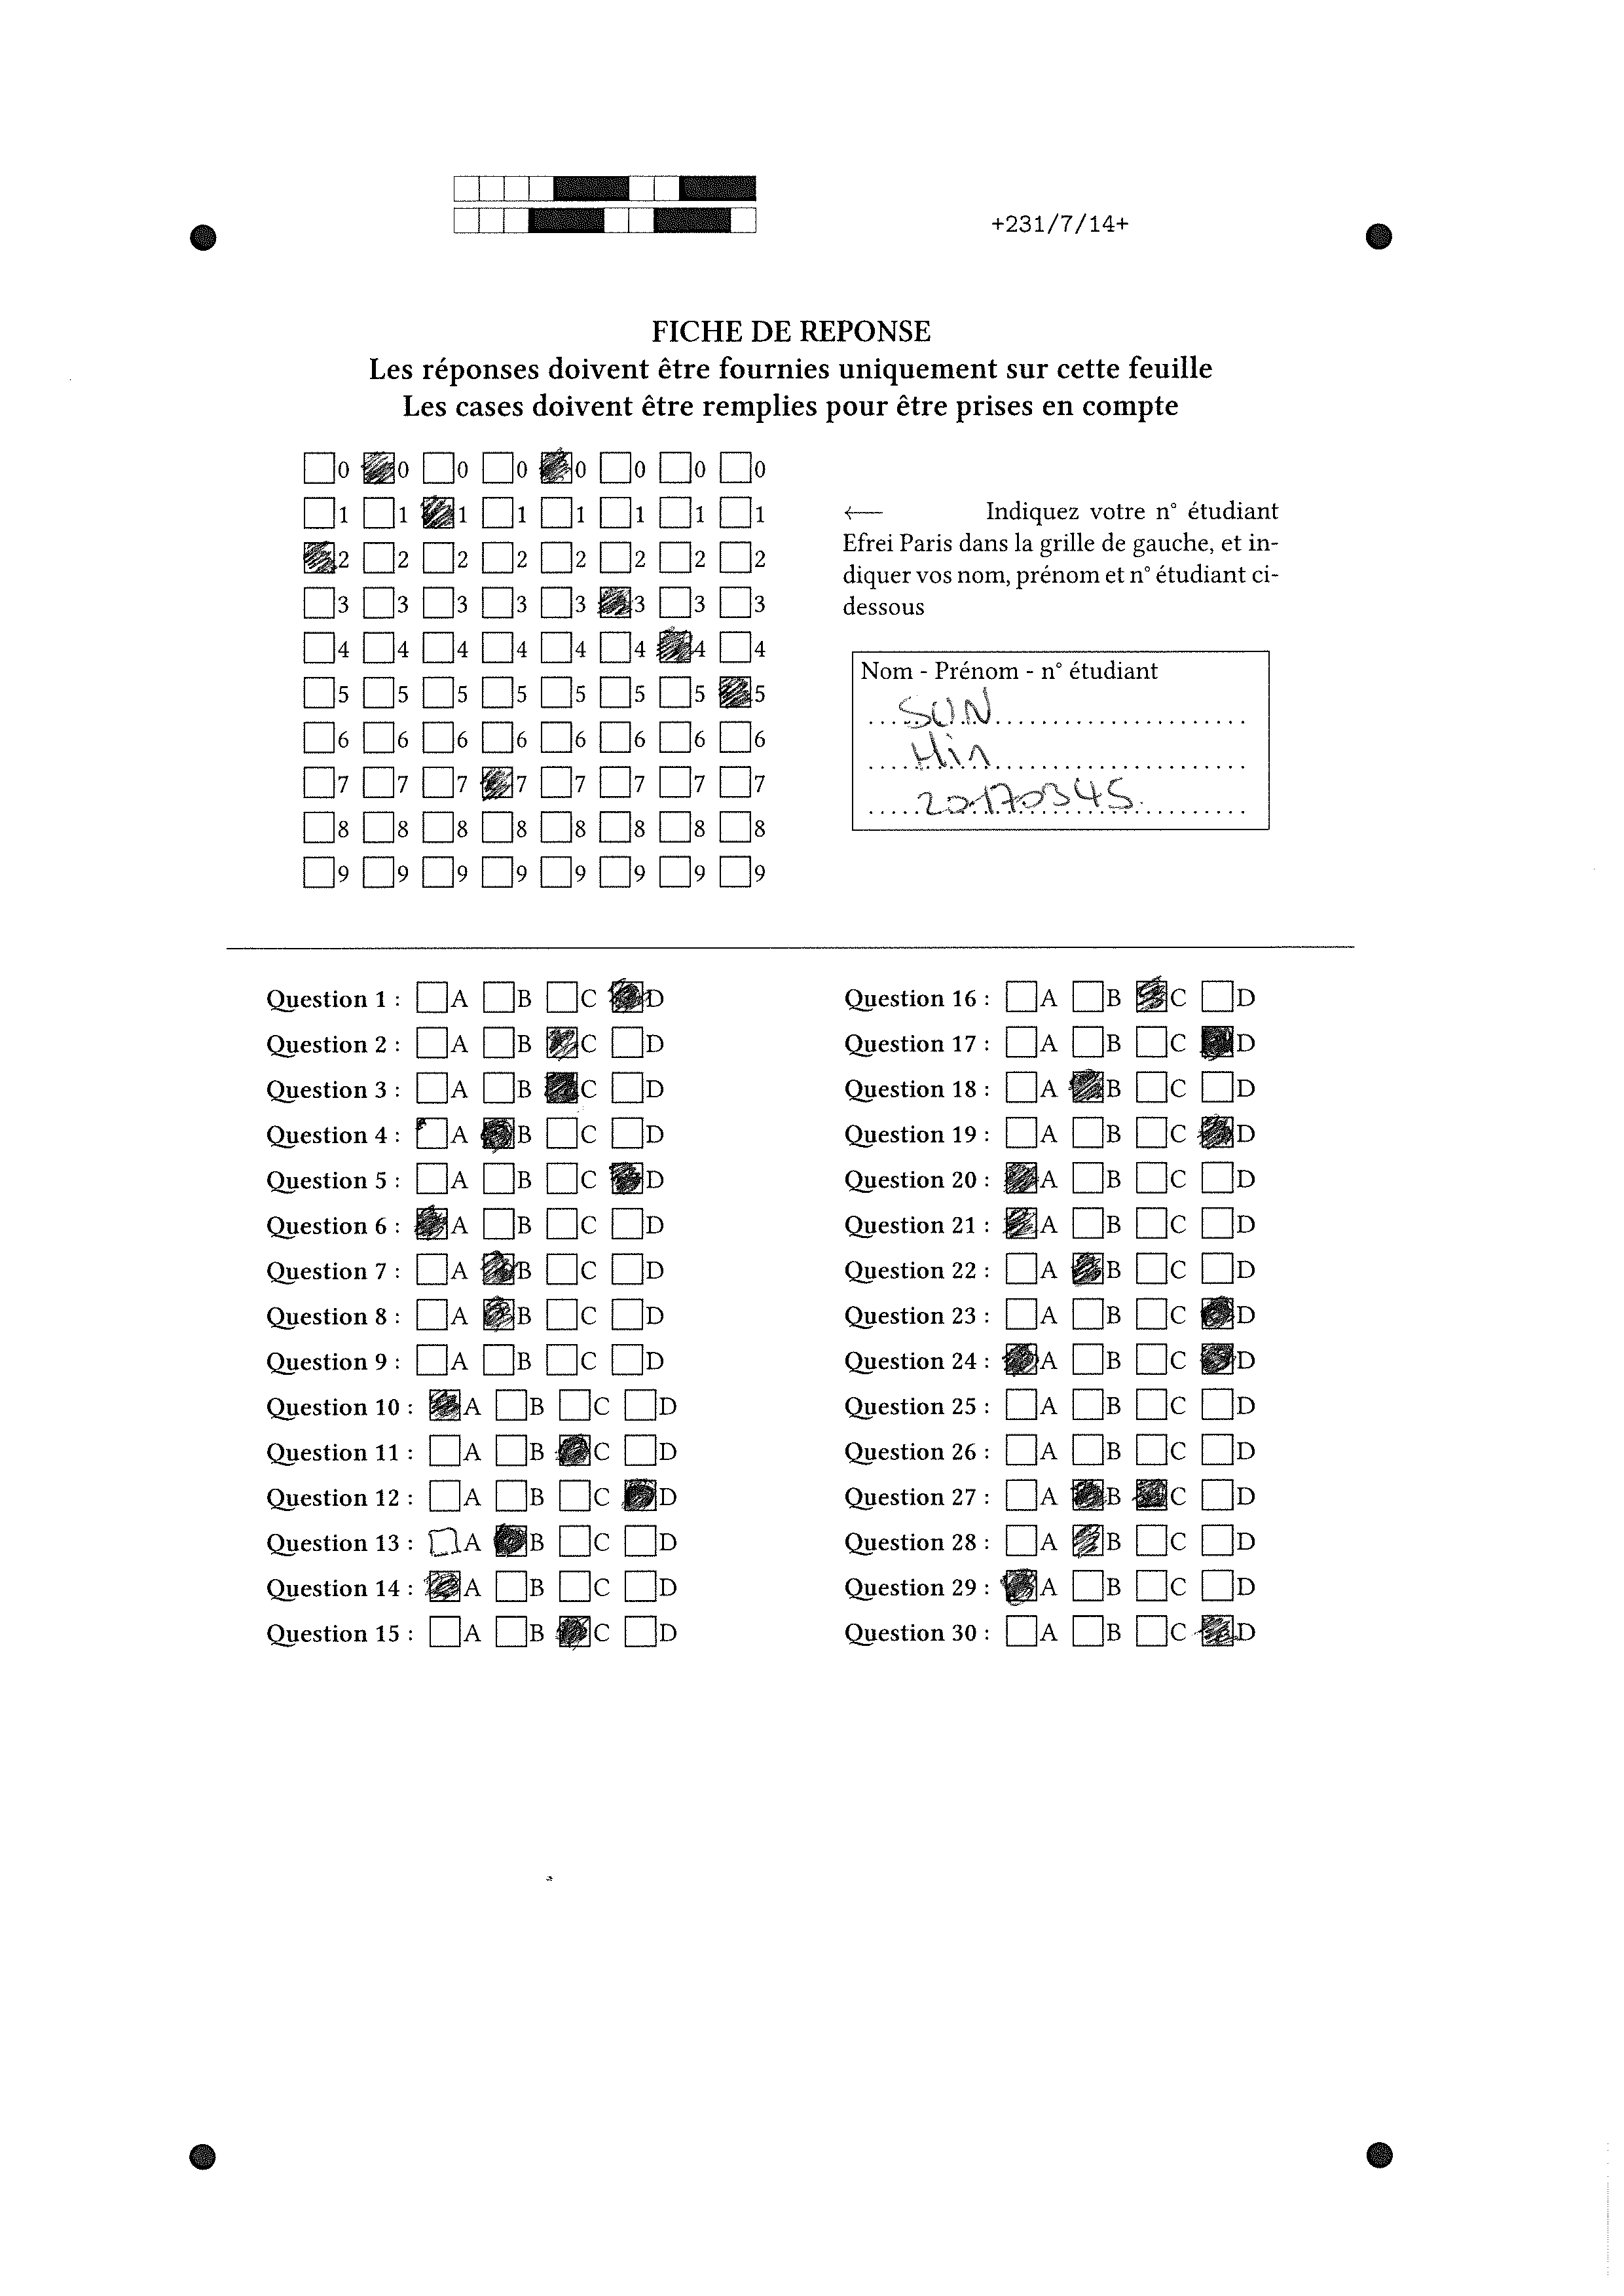 +231/7/14+
FICHE DE REPONSE
Les réponses doivent être fournies uniquement sur cette feuille
Les cases doivent être remplies pour être prises en compte
0 0 0 0 0 0 0 0
1 1 1 1 1 1 1 1
2 2 2 2 2 2 2 2
3 3 3 3 3 3 3 3
4 4 4 4 4 4 4 4
5 5 5 5 5 5 5 5
6 6 6 6 6 6 6 6
7 7 7 7 7 7 7 7
8 8 8 8 8 8 8 8
9 9 9 9 9 9 9 9
← Indiquez votre n° étudiant
Efrei Paris dans la grille de gauche, et in-
diquer vos nom, prénom et n° étudiant ci-
dessous
Nom - Prénom - n° étudiant
SUN
Min
20170345
Question 1 : A B C D
Question 2 : A B C D
Question 3 : A B C D
Question 4 : A B C D
Question 5 : A B C D
Question 6 : A B C D
Question 7 : A B C D
Question 8 : A B C D
Question 9 : A B C D
Question 10 : A B C D
Question 11 : A B C D
Question 12 : A B C D
Question 13 : A B C D
Question 14 : A B C D
Question 15 : A B C D
Question 16 : A B C D
Question 17 : A B C D
Question 18 : A B C D
Question 19 : A B C D
Question 20 : A B C D
Question 21 : A B C D
Question 22 : A B C D
Question 23 : A B C D
Question 24 : A B C D
Question 25 : A B C D
Question 26 : A B C D
Question 27 : A B C D
Question 28 : A B C D
Question 29 : A B C D
Question 30 : A B C D